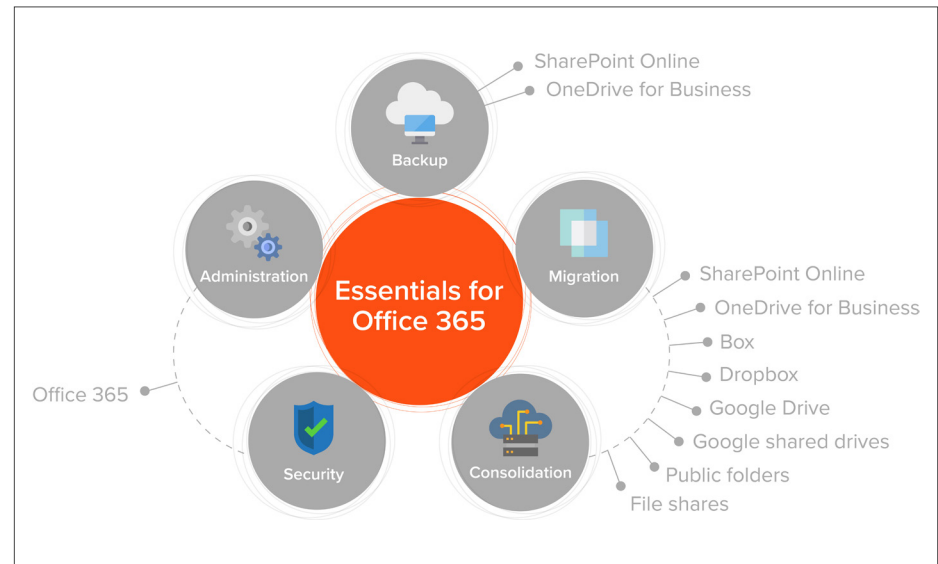 SharePoint Online
OneDrive for Business
Backup
Administration
Migration
Essentials for
Office 365
SharePoint Online
OneDrive for Business
Box
Dropbox
Google Drive
Google shared drives
Public folders
File shares
Office 365
Security
Consolidation